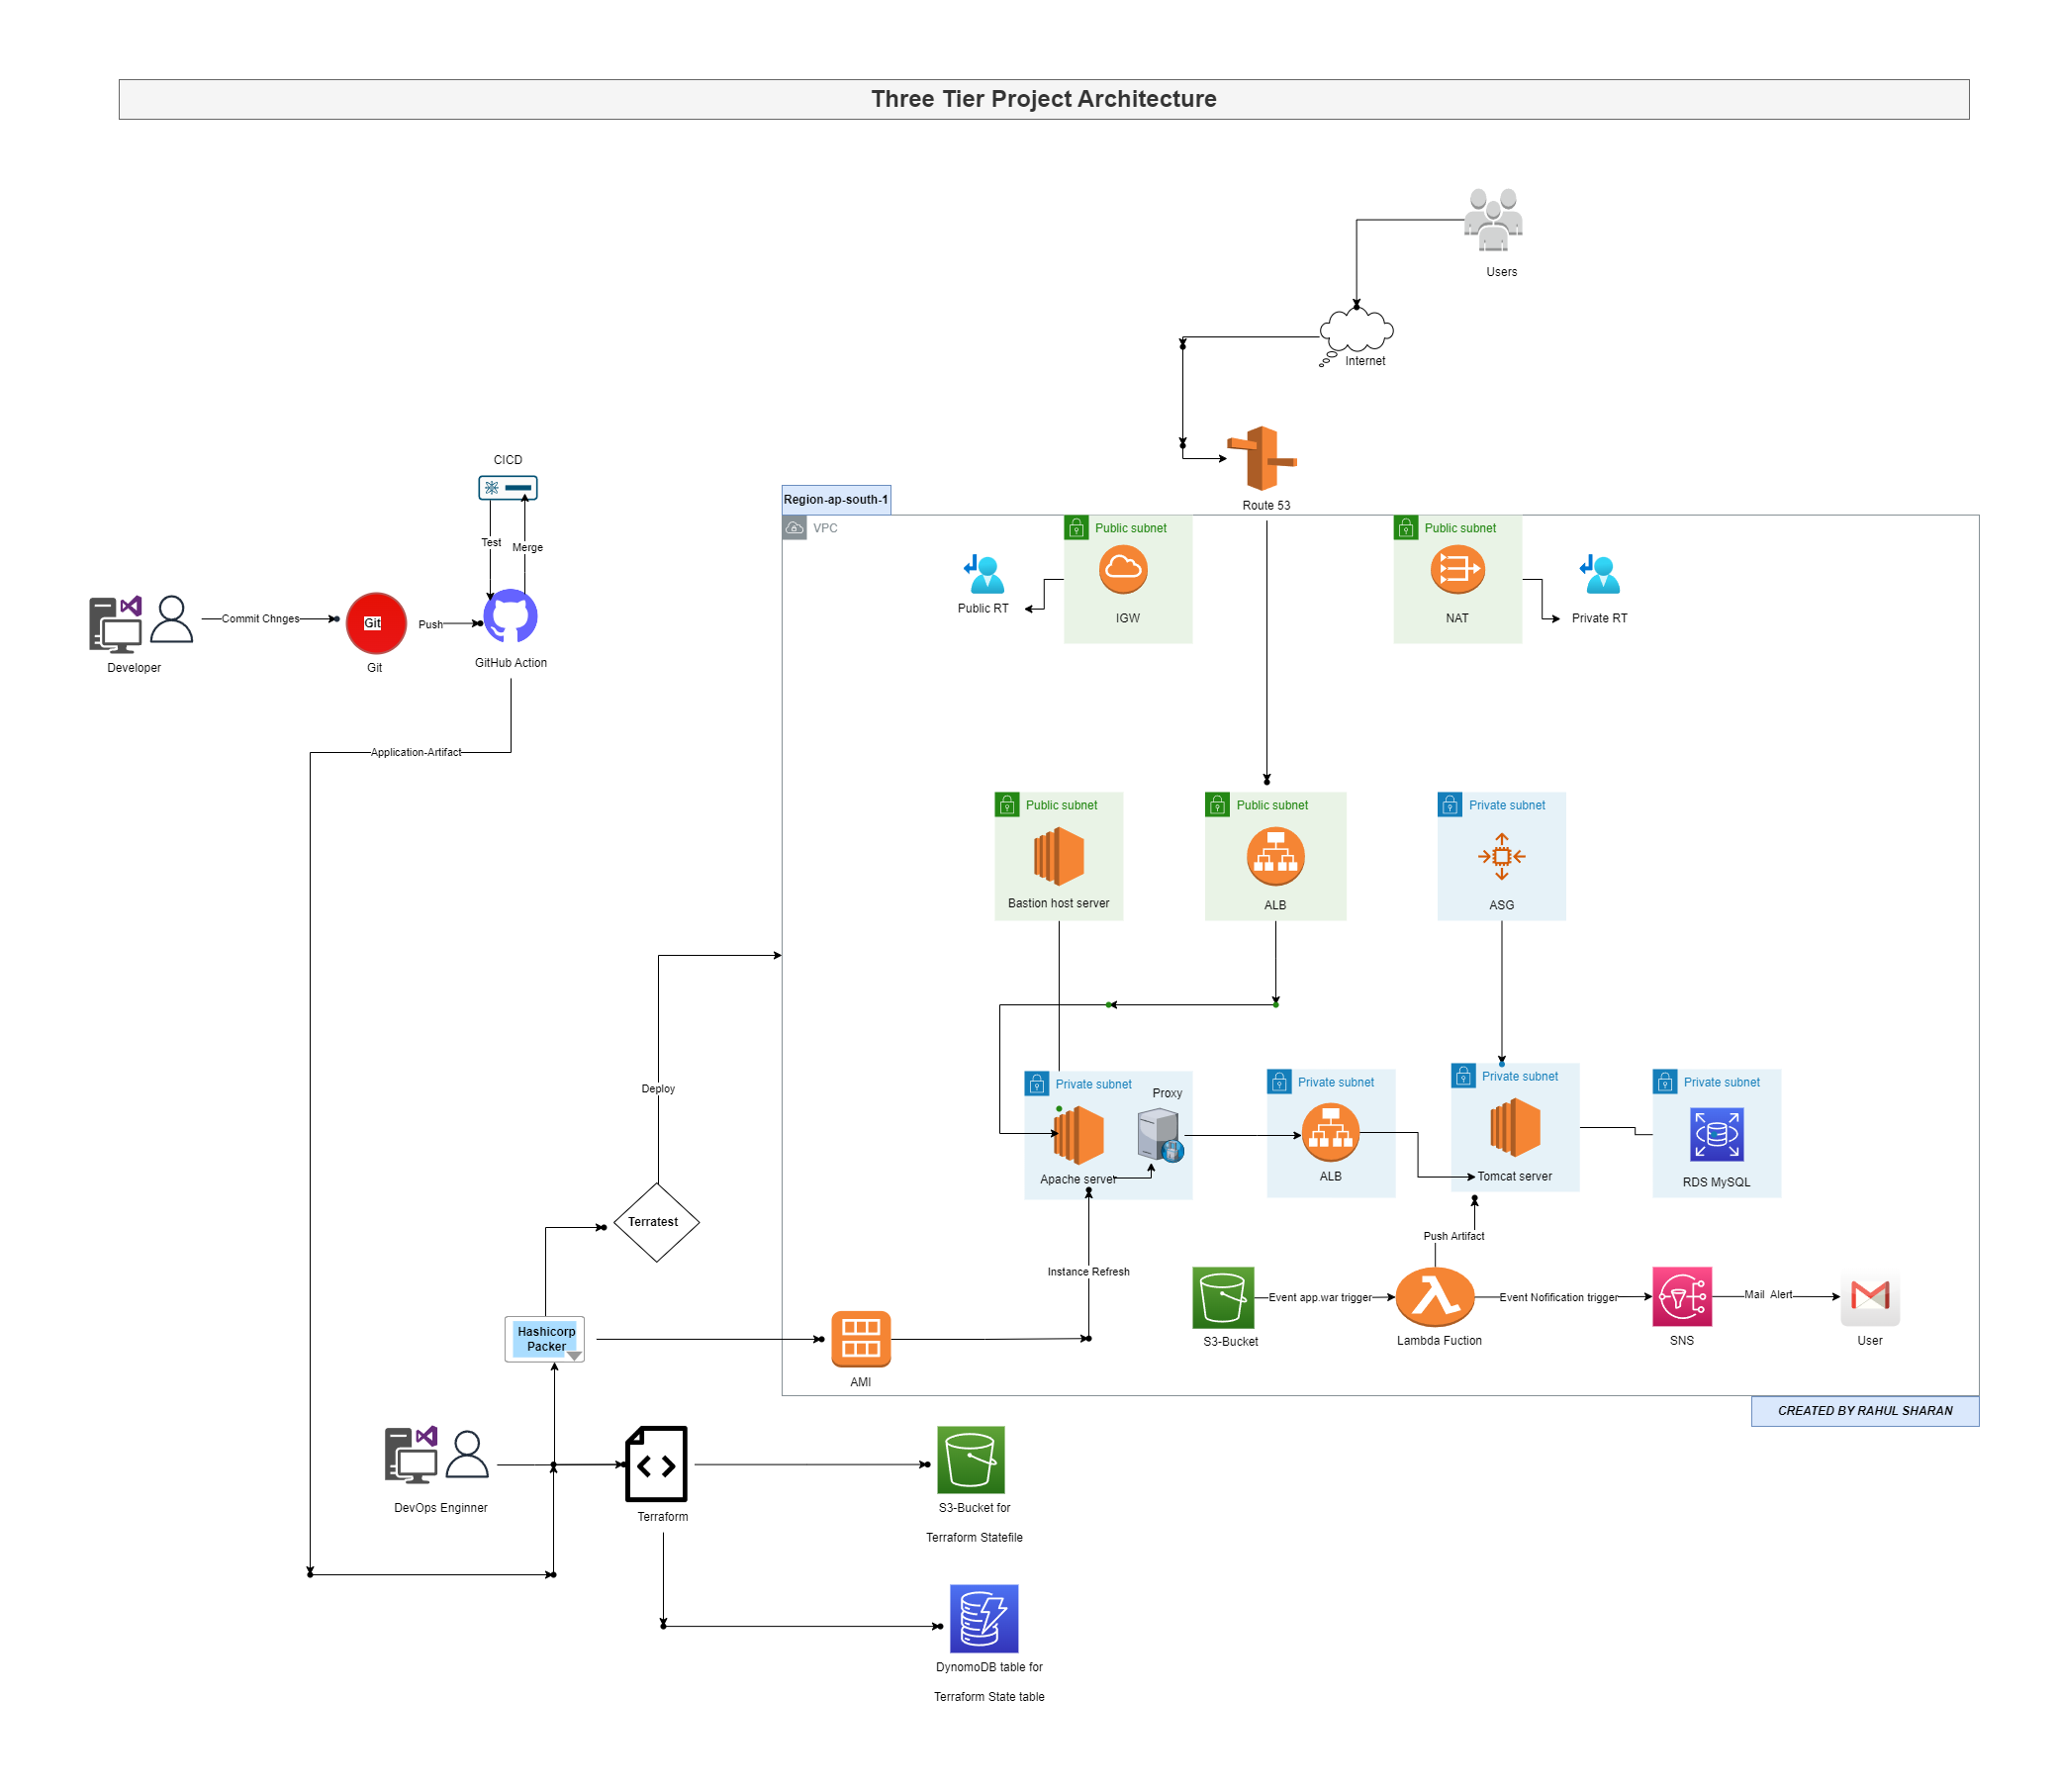 Three Tier Project Architecture
Users
Internet
Route 53
CICD
Test
Merge
Developer
Commit Chnges
Git
Git
Push
GitHub Action
Application-Artifact
Region-ap-south-1
VPC
Public subnet
IGW
Public RT
Public subnet
NAT
Private RT
Public subnet
Bastion host server
Public subnet
ALB
Private subnet
ASG
Deploy
Private subnet
Proxy
Apache server
Private subnet
ALB
Private subnet
Tomcat server
Private subnet
RDS MySQL
Terratest
Push Artifact
Instance Refresh
S3-Bucket
Event app.war trigger
Lambda Fuction
Event Nofification trigger
SNS
Mail Alert
User
Hashicorp
Packer
AMI
CREATED BY RAHUL SHARAN
DevOps Enginner
Terraform
S3-Bucket for
Terraform Statefile
DynomoDB table for
Terraform State table